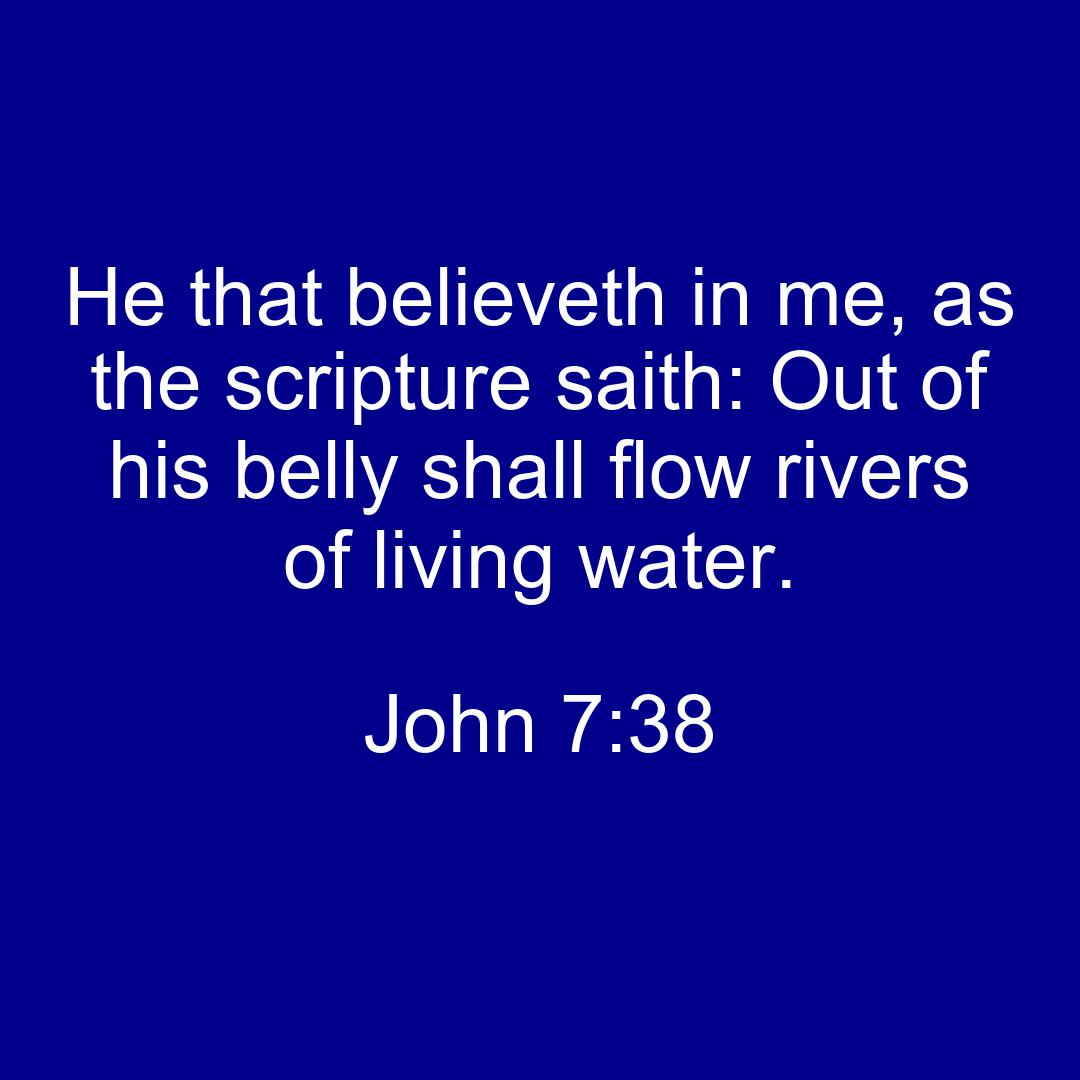 He that believeth in me, as
the scripture saith: Out of
his belly shall flow rivers
of living water.
John 7:38